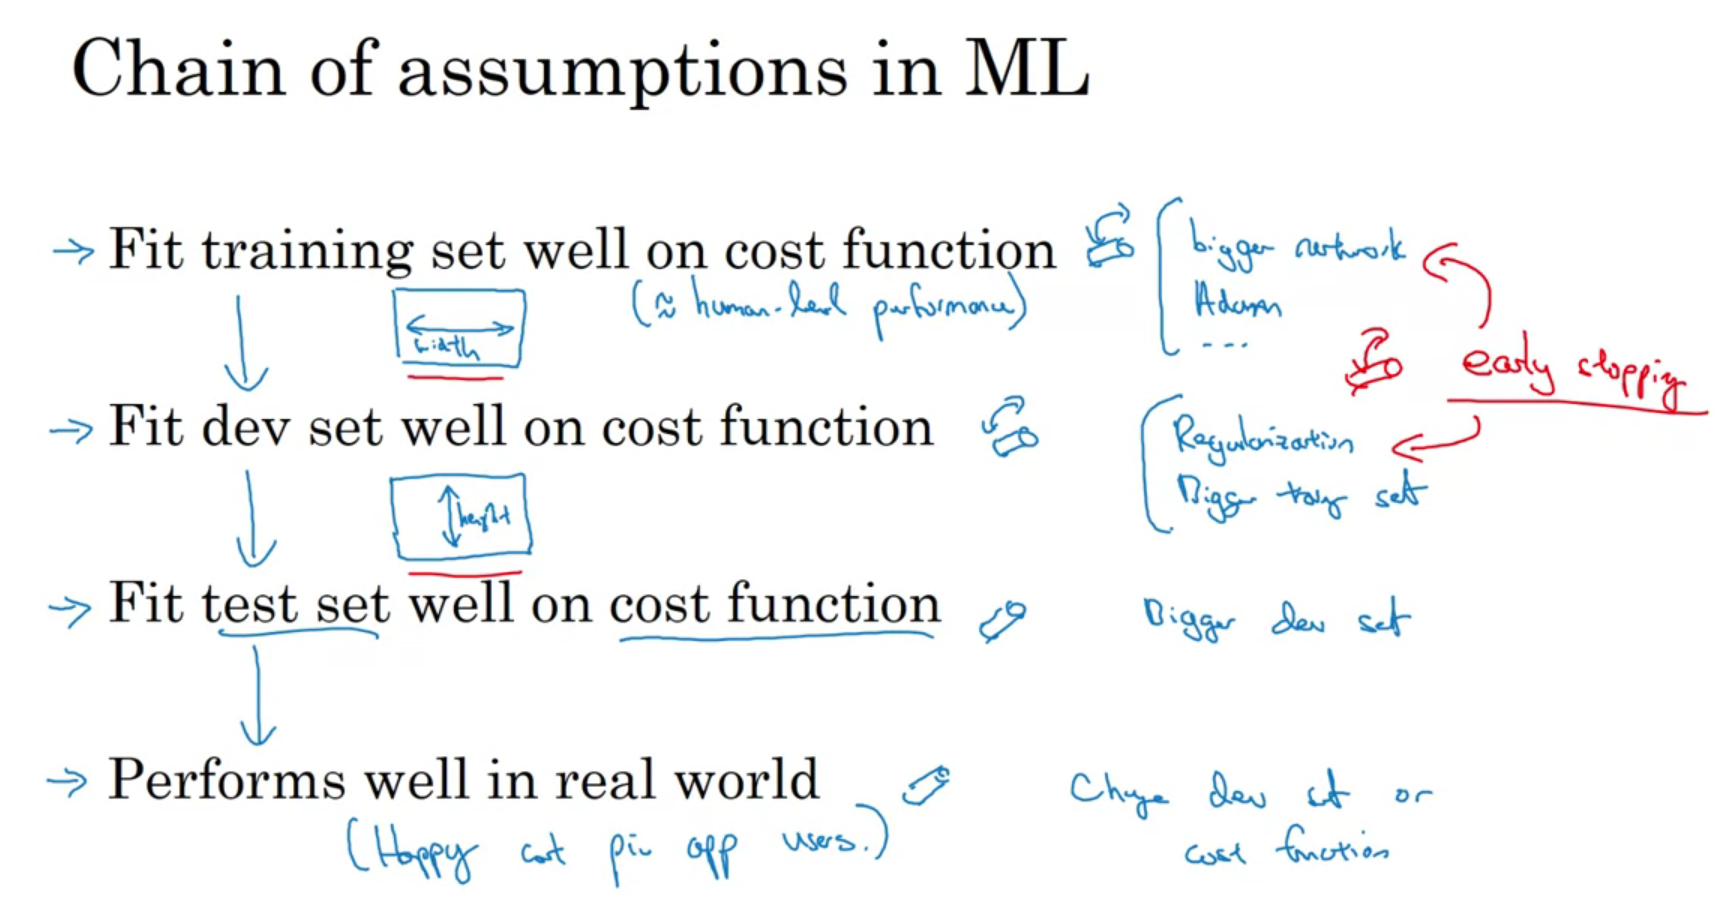 Chain of assumptions in ML
→ Fit training set well on cost function
(≈ human-level performance)
bigger network
Adam
...
width
early stopping
→ Fit dev set well on cost function
Regularization
Bigger training set
height
→ Fit test set well on cost function
Bigger dev set
→ Performs well in real world
(Happy cat pic app users.)
Change dev set or
cost function